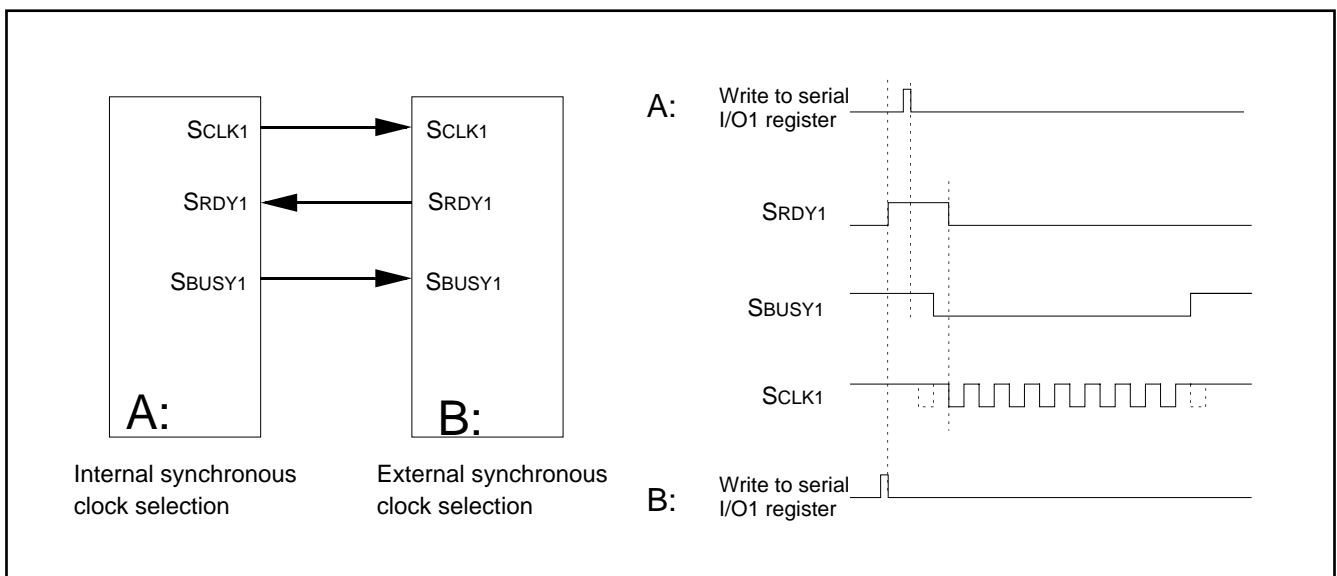 SCLK1
SCLK1
SRDY1
SRDY1
SBUSY1
SBUSY1
A:
B:
Internal synchronous
clock selection
External synchronous
clock selection
A:
Write to serial
I/O1 register
SRDY1
SBUSY1
SCLK1
B:
Write to serial
I/O1 register